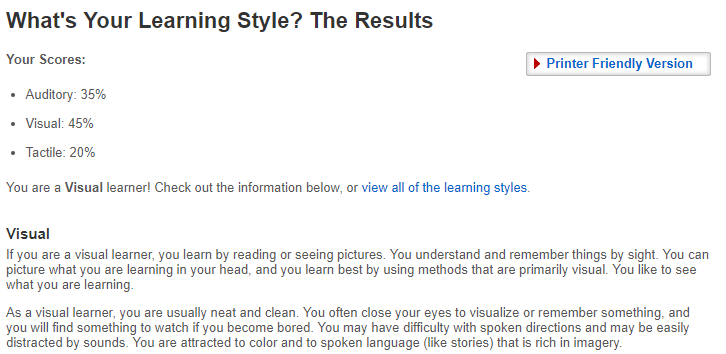 What's Your Learning Style? The Results
Your Scores:
Printer Friendly Version
Auditory: 35%
Visual: 45%
Tactile: 20%
You are a Visual learner! Check out the information below, or view all of the learning styles.
Visual
If you are a visual learner, you learn by reading or seeing pictures. You understand and remember things by sight. You can
picture what you are learning in your head, and you learn best by using methods that are primarily visual. You like to see
what you are learning.
As a visual learner, you are usually neat and clean. You often close your eyes to visualize or remember something, and
you will find something to watch if you become bored. You may have difficulty with spoken directions and may be easily
distracted by sounds. You are attracted to color and to spoken language (like stories) that is rich in imagery.